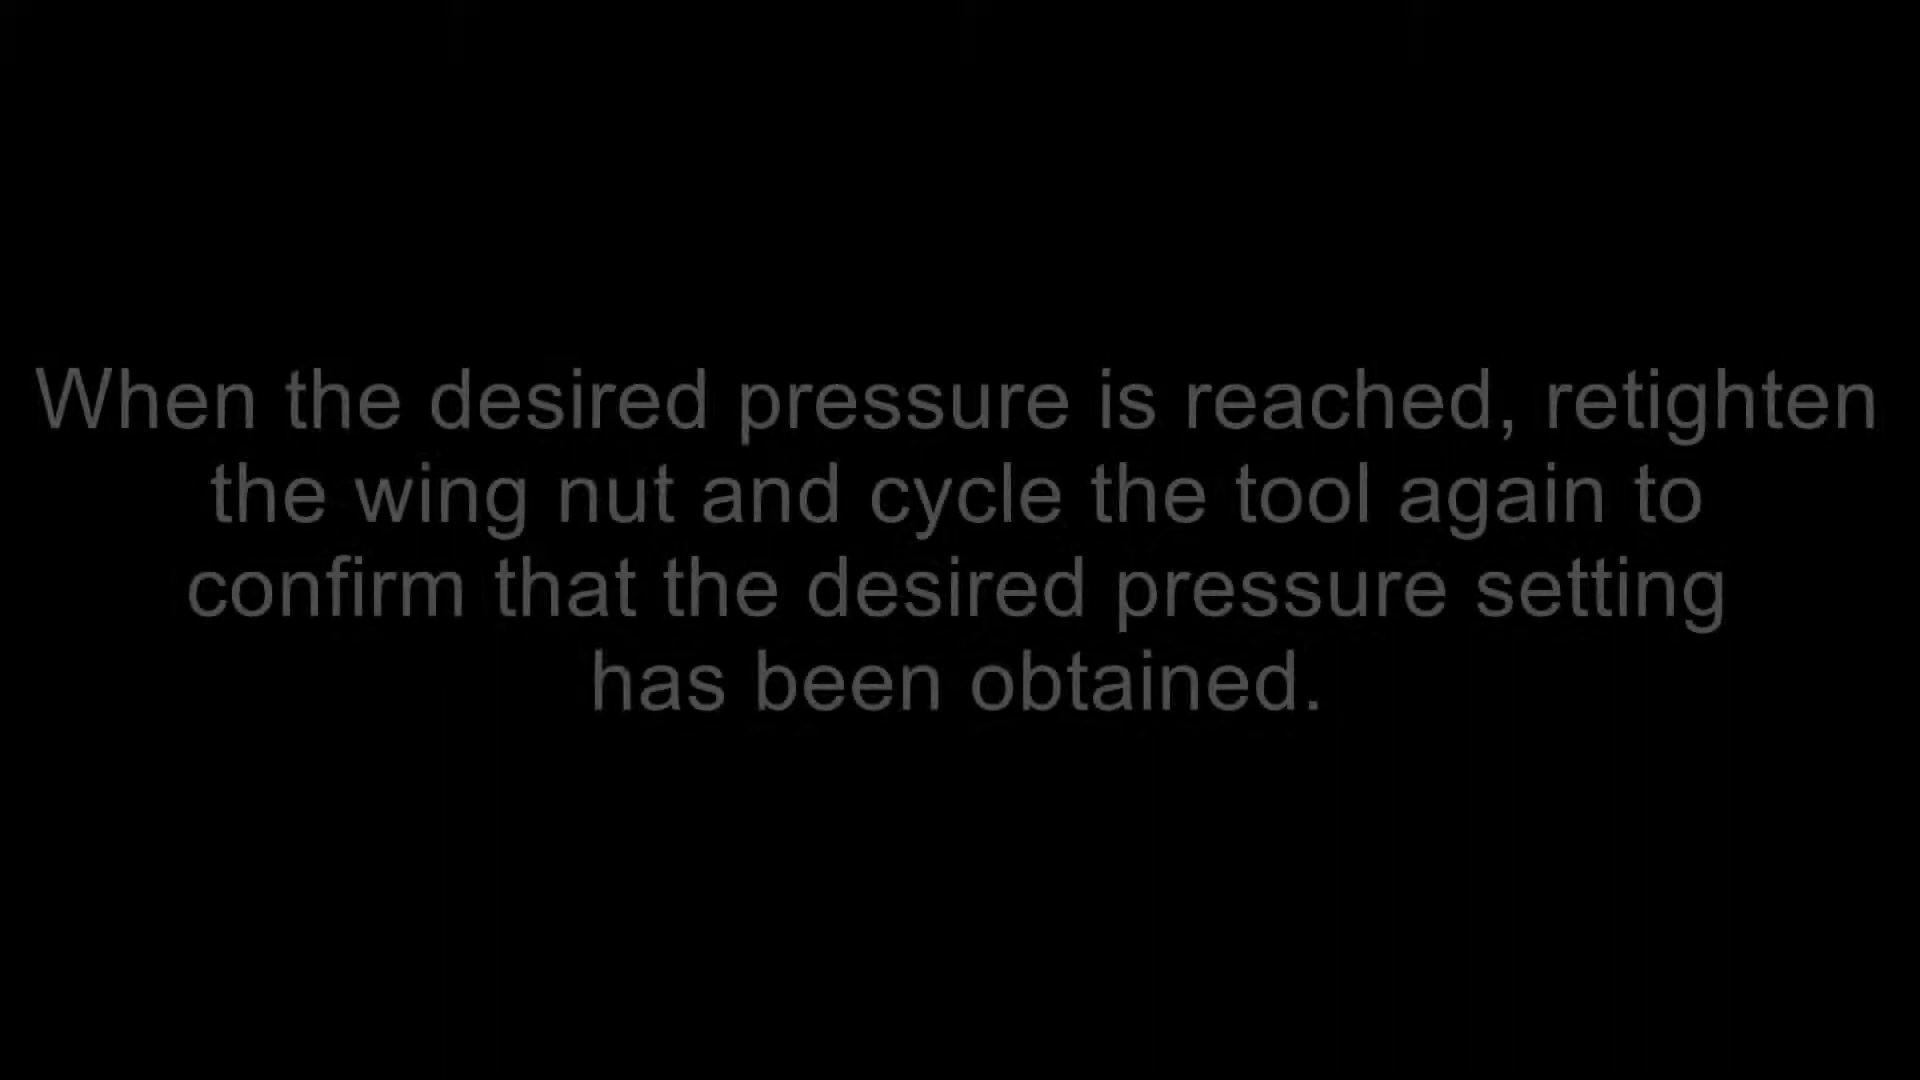 When the desired pressure is reached, retighten
the wing nut and cycle the tool again to
confirm that the desired pressure setting
has been obtained.